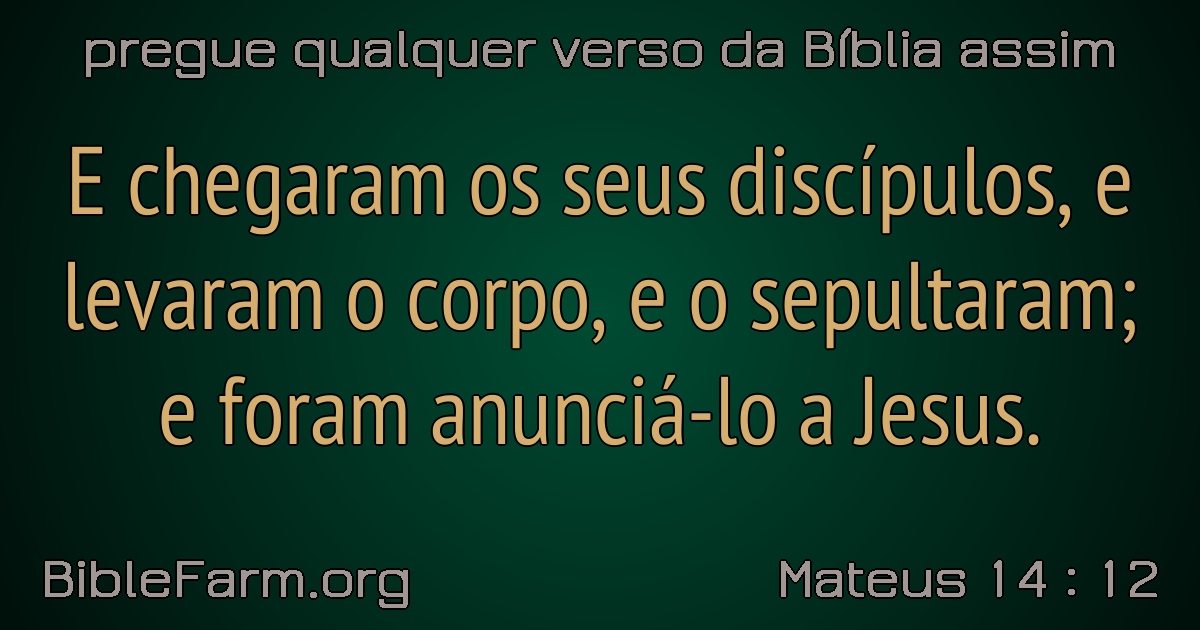 pregue qualquer verso da Bíblia assim
E chegaram os seus discípulos, e
levaram o corpo, e o sepultaram;
e foram anunciá-lo a Jesus.
BibleFarm.org
Mateus 14 : 12